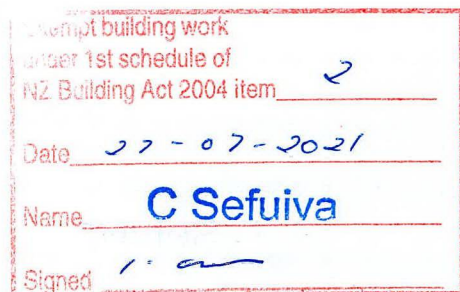 Exempt building work
under 1st schedule of
NZ Building Act 2004 item 2
Date 27-07-2021
Name C Sefuiva
Signed